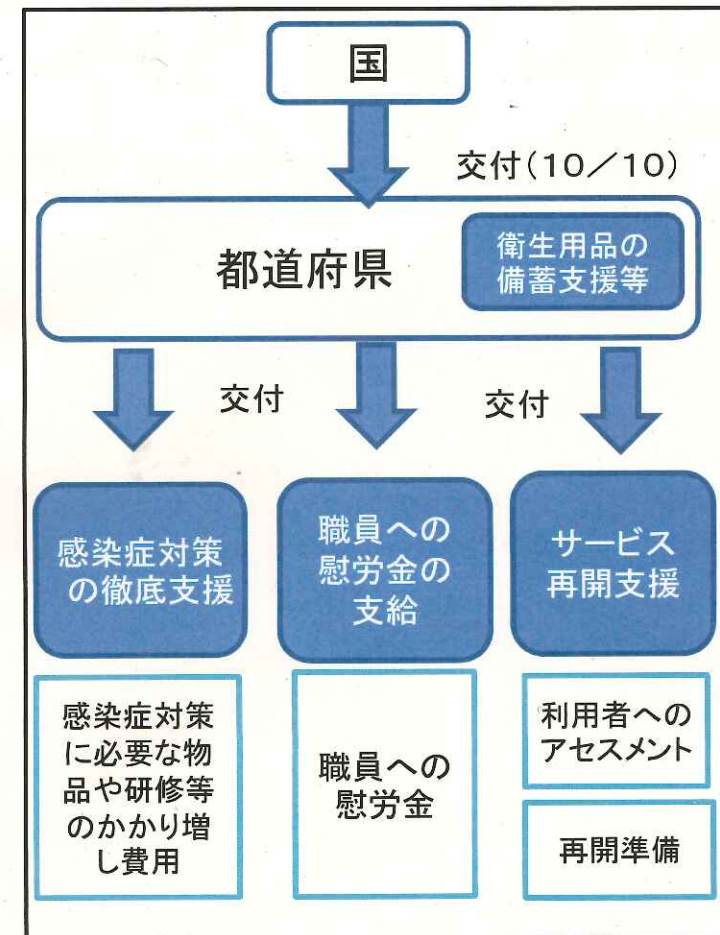 国
交付(10／10)
都道府県
衛生用品の
備蓄支援等
交付
交付
感染症対策
の徹底支援
職員への
慰労金の
支給
サービス
再開支援
感染症対策
に必要な物
品や研修等
のかかり増
し費用
職員への
慰労金
利用者への
アセスメント
再開準備